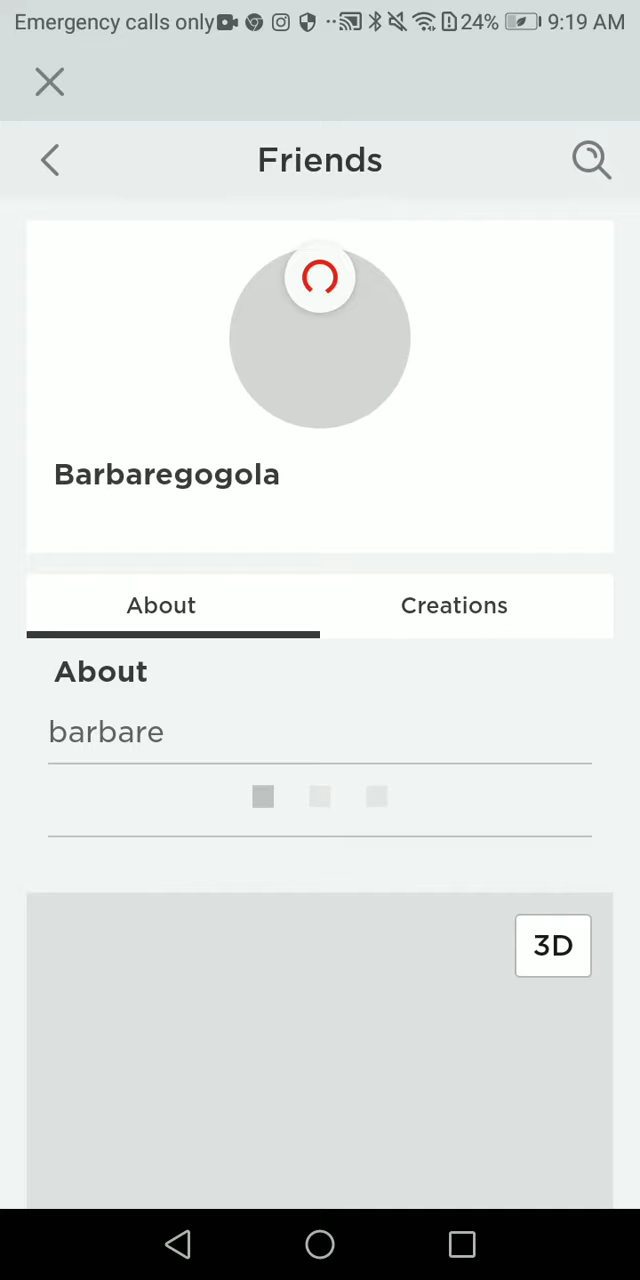 Emergency calls only 24% 9:19 AM
Friends
Barbaregogola
About Creations
About
barbare
3D